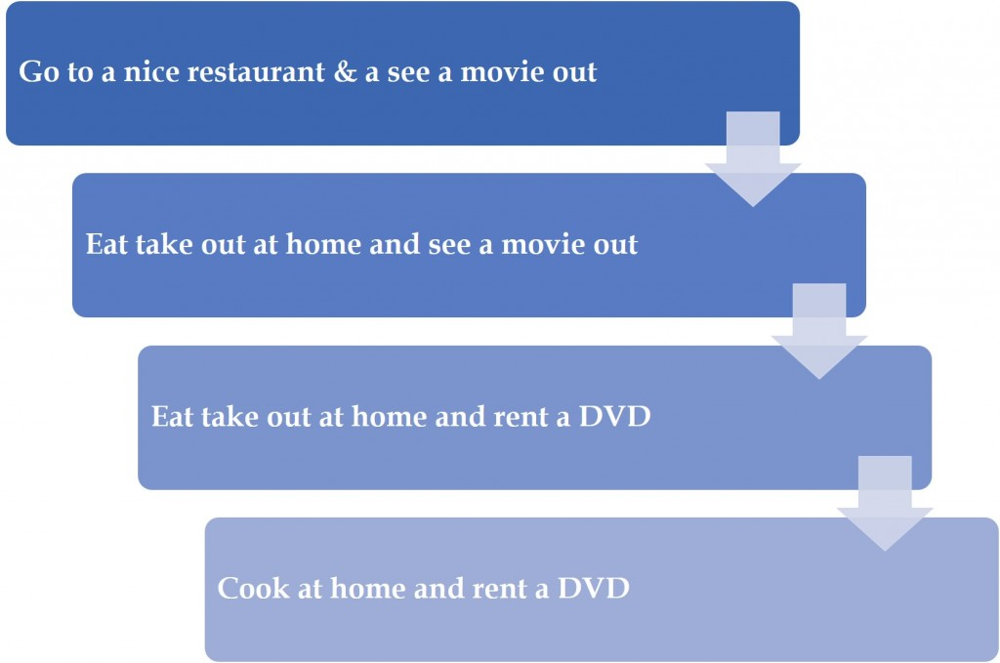 Go to a nice restaurant & a see a movie out
Eat take out at home and see a movie out
Eat take out at home and rent a DVD
Cook at home and rent a DVD